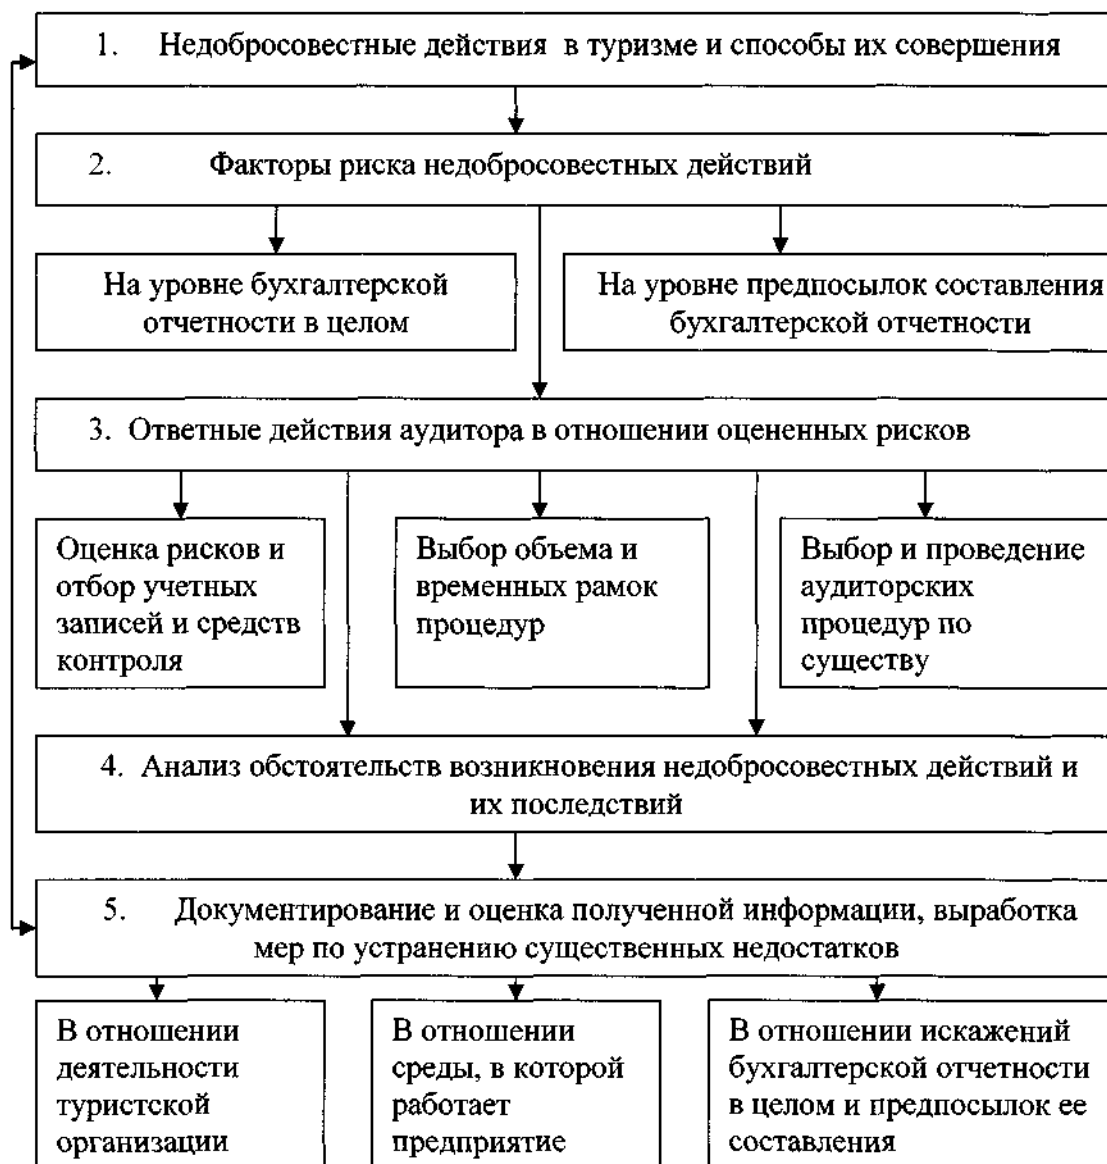 1. Недобросовестные действия в туризме и способы их совершения
2. Факторы риска недобросовестных действий
На уровне бухгалтерской
отчетности в целом
На уровне предпосылок составления
бухгалтерской отчетности
3. Ответные действия аудитора в отношении оцененных рисков
Оценка рисков и
отбор учетных
записей и средств
контроля
Выбор объема и
временных рамок
процедур
Выбор и проведение
аудиторских
процедур по
существу
4. Анализ обстоятельств возникновения недобросовестных действий и
их последствий
5. Документирование и оценка полученной информации, выработка
мер по устранению существенных недостатков
В отношении
деятельности
туристской
организации
В отношении
среды, в которой
работает
предприятие
В отношении искажений
бухгалтерской отчетности
в целом и предпосылок ее
составления